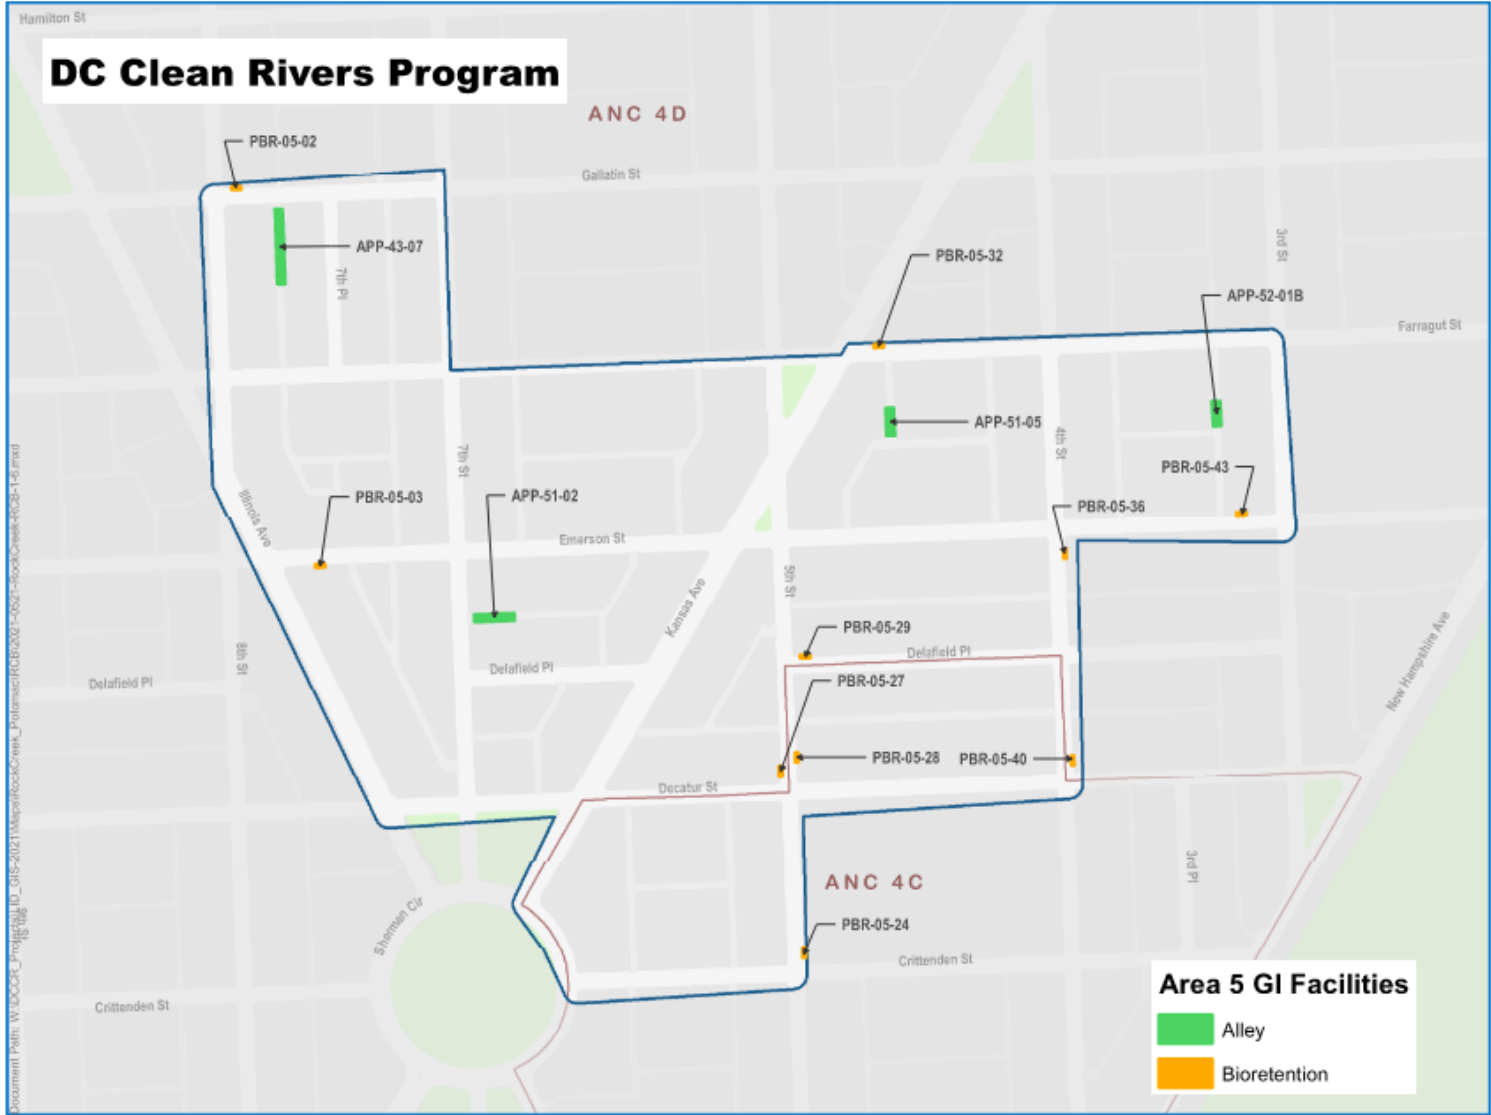 Hamilton St
DC Clean Rivers Program
ANC 4D
PBR-05-02
Gallatin St
APP-43-07
7th Pl
PBR-05-32
3rd St
APP-52-01B
Farragut St
APP-51-05
4th St
7th St
PBR-05-43
PBR-05-03
APP-51-02
PBR-05-36
Illinois Ave
Emerson St
5th St
Kansas Ave
PBR-05-29
8th St
Delafield Pl
Delafield Pl
Delafield Pl
New Hampshire Ave
PBR-05-27
PBR-05-28
PBR-05-40
Decatur St
ANC 4C
3rd Pl
Sherman Cir
9th St
PBR-05-24
Crittenden St
Crittenden St
Area 5 GI Facilities
Alley
Bioretention